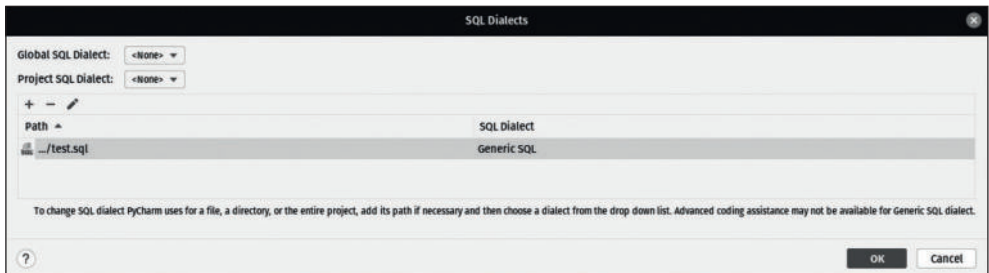 SQL Dialects
Global SQL Dialect: <None>
Project SQL Dialect: <None>
Path SQL Dialect
.../test.sql Generic SQL
To change SQL dialect PyCharm uses for a file, a directory, or the entire project, add its path if necessary and then choose a dialect from the drop down list. Advanced coding assistance may not be available for Generic SQL dialect.
? OK Cancel